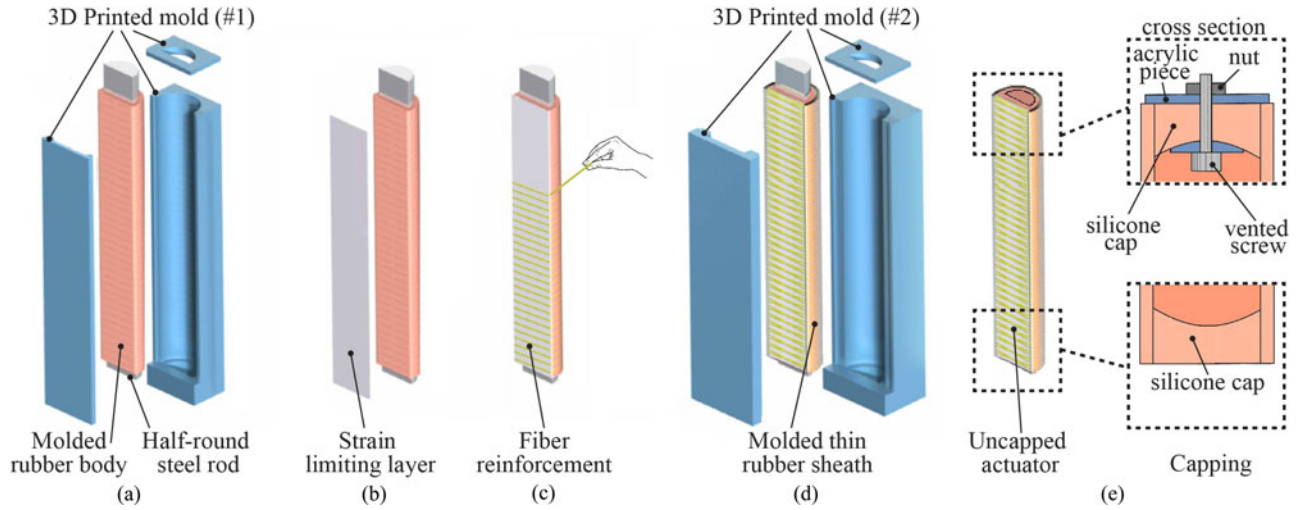 3D Printed mold (#1)
Molded
rubber body
Half-round
steel rod
(a)
Strain
limiting layer
(b)
Fiber
reinforcement
(c)
3D Printed mold (#2)
Molded thin
rubber sheath
(d)
Uncapped
actuator
cross section
acrylic
piece
nut
silicone
cap
vented
screw
silicone cap
Capping
(e)